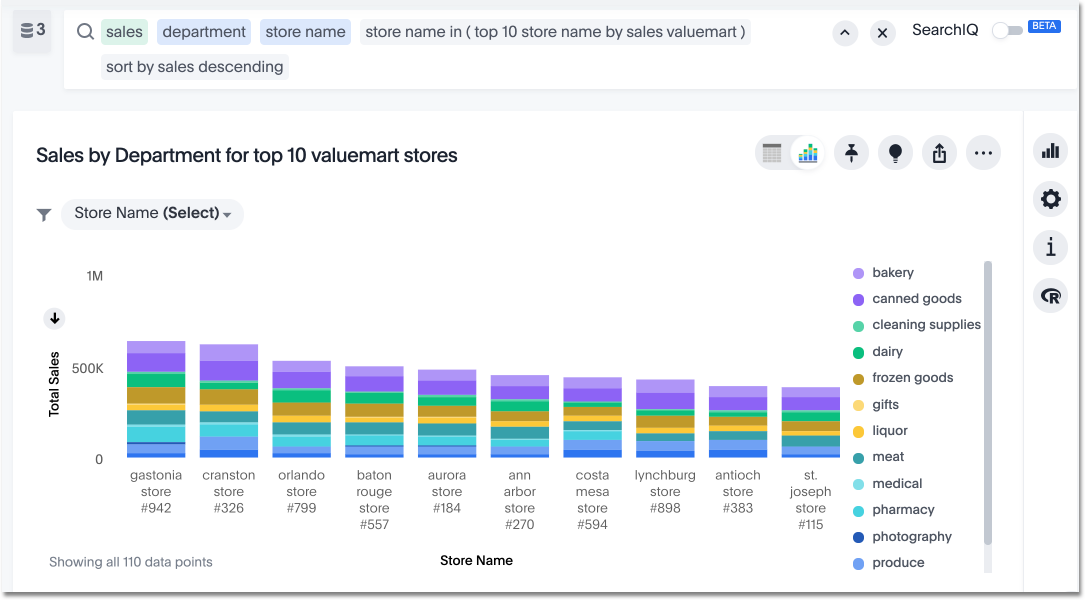 3
sales department store name store name in ( top 10 store name by sales valuemart )
SearchIQ BETA
sort by sales descending
Sales by Department for top 10 valuemart stores
Store Name (Select)
1M
500K
0
Total Sales
gastonia store #942
cranston store #326
orlando store #799
baton rouge store #557
aurora store #184
ann arbor store #270
costa mesa store #594
lynchburg store #898
antioch store #383
st. joseph store #115
Store Name
Showing all 110 data points
bakery
canned goods
cleaning supplies
dairy
frozen goods
gifts
liquor
meat
medical
pharmacy
photography
produce
i
R